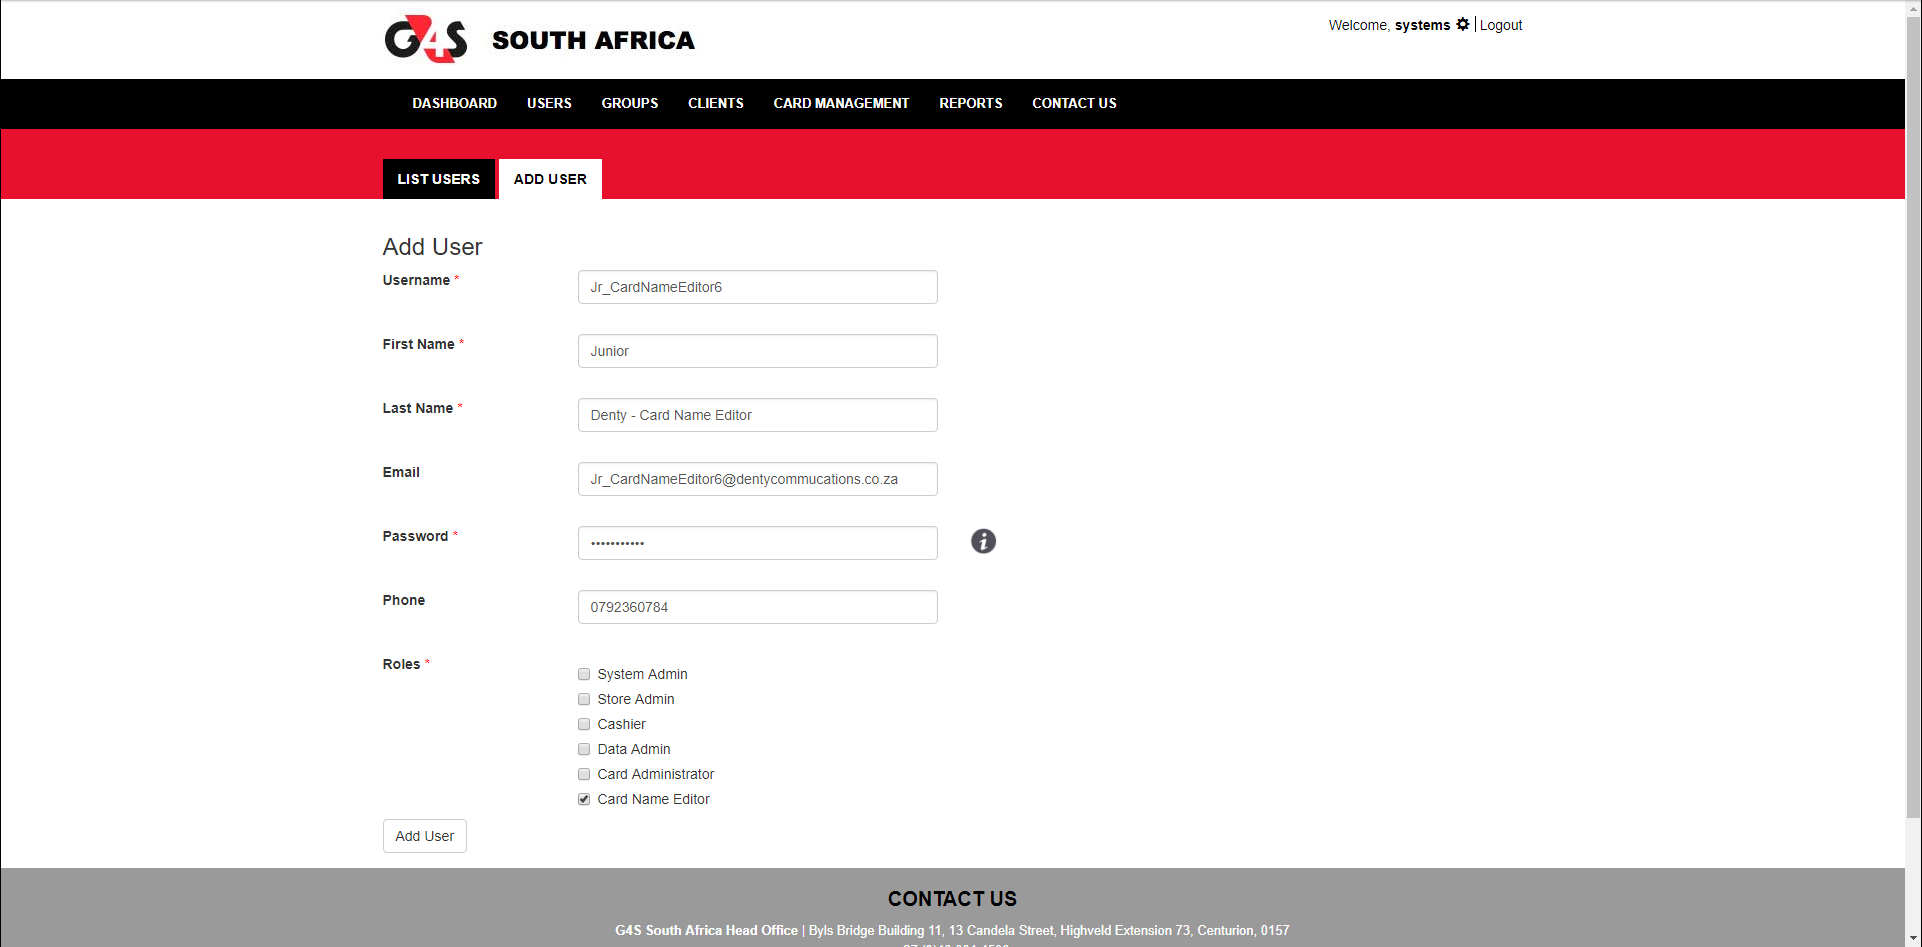 G4S SOUTH AFRICA
Welcome, systems | Logout
DASHBOARD USERS GROUPS CLIENTS CARD MANAGEMENT REPORTS CONTACT US
LIST USERS ADD USER
Add User
Username * Jr_CardNameEditor6
First Name * Junior
Last Name * Denty - Card Name Editor
Email Jr_CardNameEditor6@dentycommucations.co.za
Password * •••••••••••
Phone 0792360784
Roles *
System Admin
Store Admin
Cashier
Data Admin
Card Administrator
Card Name Editor
Add User
CONTACT US
G4S South Africa Head Office | Byls Bridge Building 11, 13 Candela Street, Highveld Extension 73, Centurion, 0157